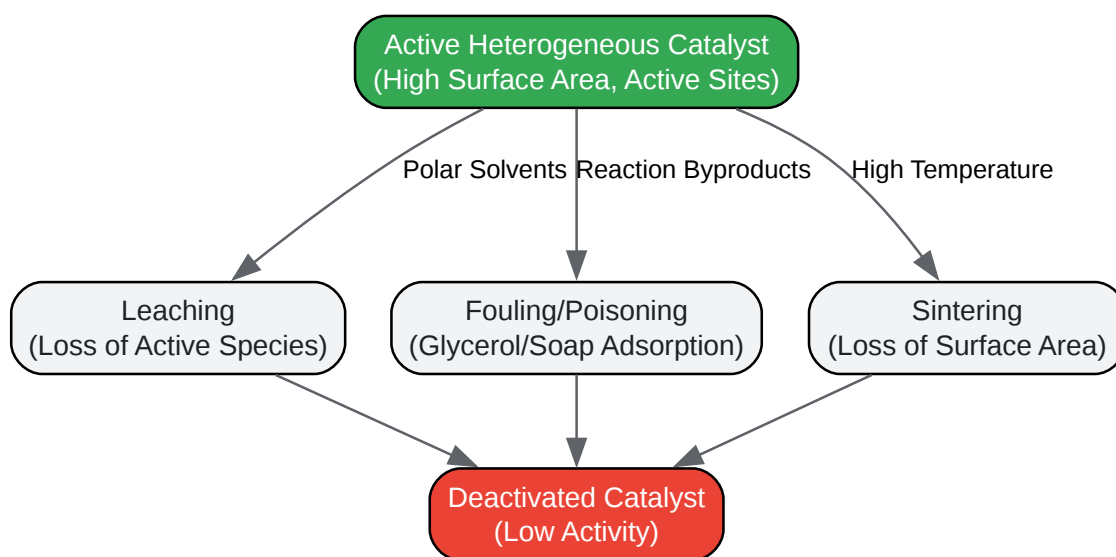 Active Heterogeneous Catalyst
(High Surface Area, Active Sites)
Polar Solvents
Reaction Byproducts
High Temperature
Leaching
(Loss of Active Species)
Fouling/Poisoning
(Glycerol/Soap Adsorption)
Sintering
(Loss of Surface Area)
Deactivated Catalyst
(Low Activity)